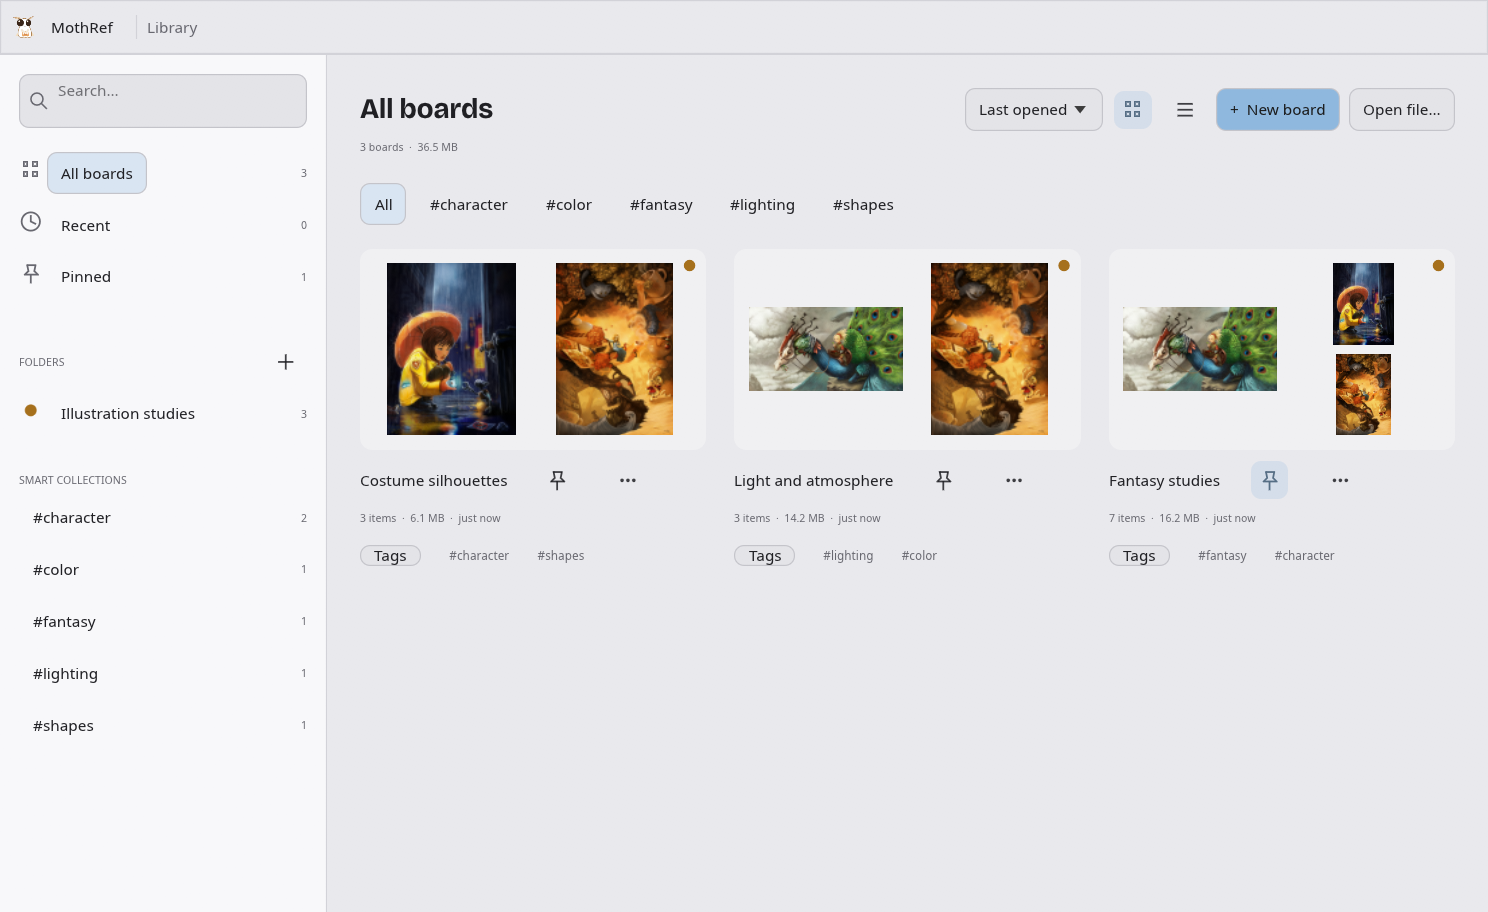 MothRef
Library
Search...
All boards 3
Recent 0
Pinned 1
FOLDERS
Illustration studies 3
SMART COLLECTIONS
#character 2
#color 1
#fantasy 1
#lighting 1
#shapes 1
All boards
3 boards · 36.5 MB
Last opened
+ New board
Open file...
All #character #color #fantasy #lighting #shapes
Costume silhouettes
3 items · 6.1 MB · just now
Tags #character #shapes
Light and atmosphere
3 items · 14.2 MB · just now
Tags #lighting #color
Fantasy studies
7 items · 16.2 MB · just now
Tags #fantasy #character